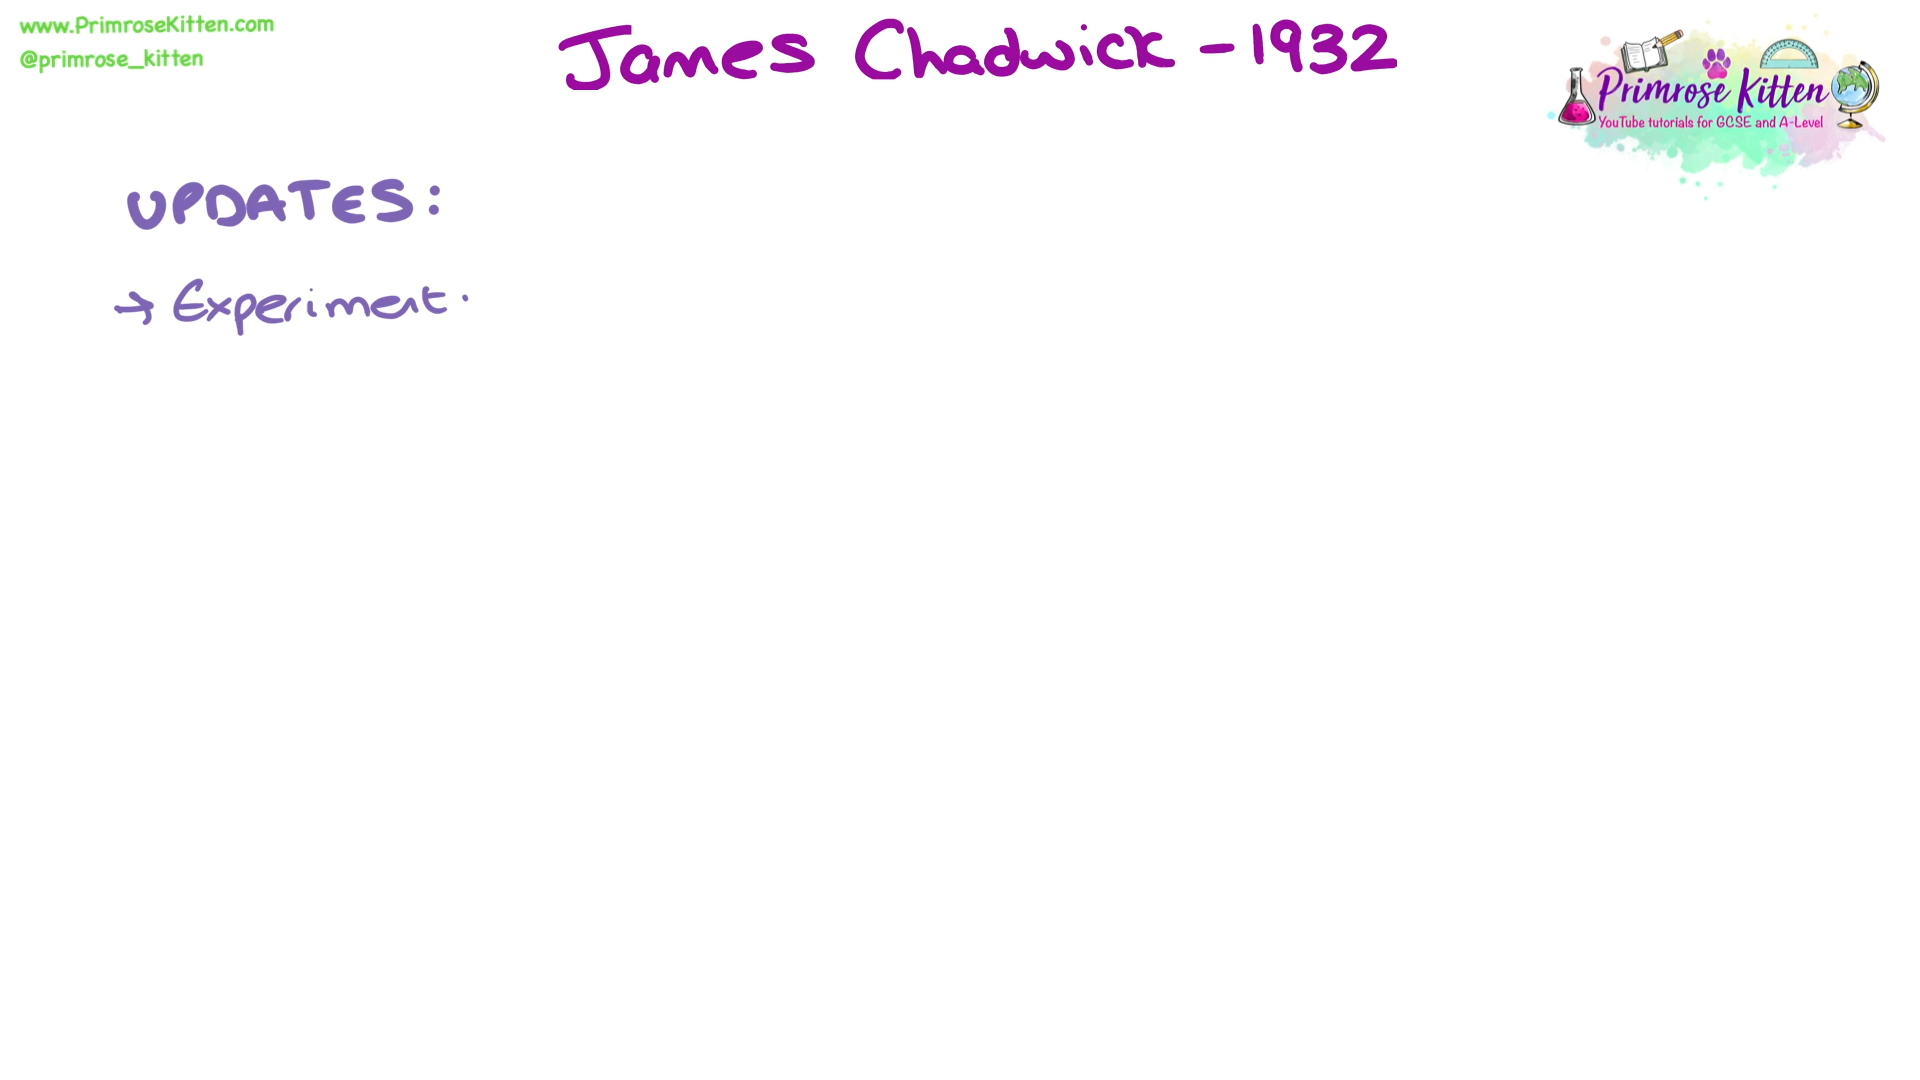 www.PrimroseKitten.com
@primrose_kitten
James Chadwick - 1932
Primrose Kitten
YouTube tutorials for GCSE and A-Level
UPDATES:
→ Experiment.